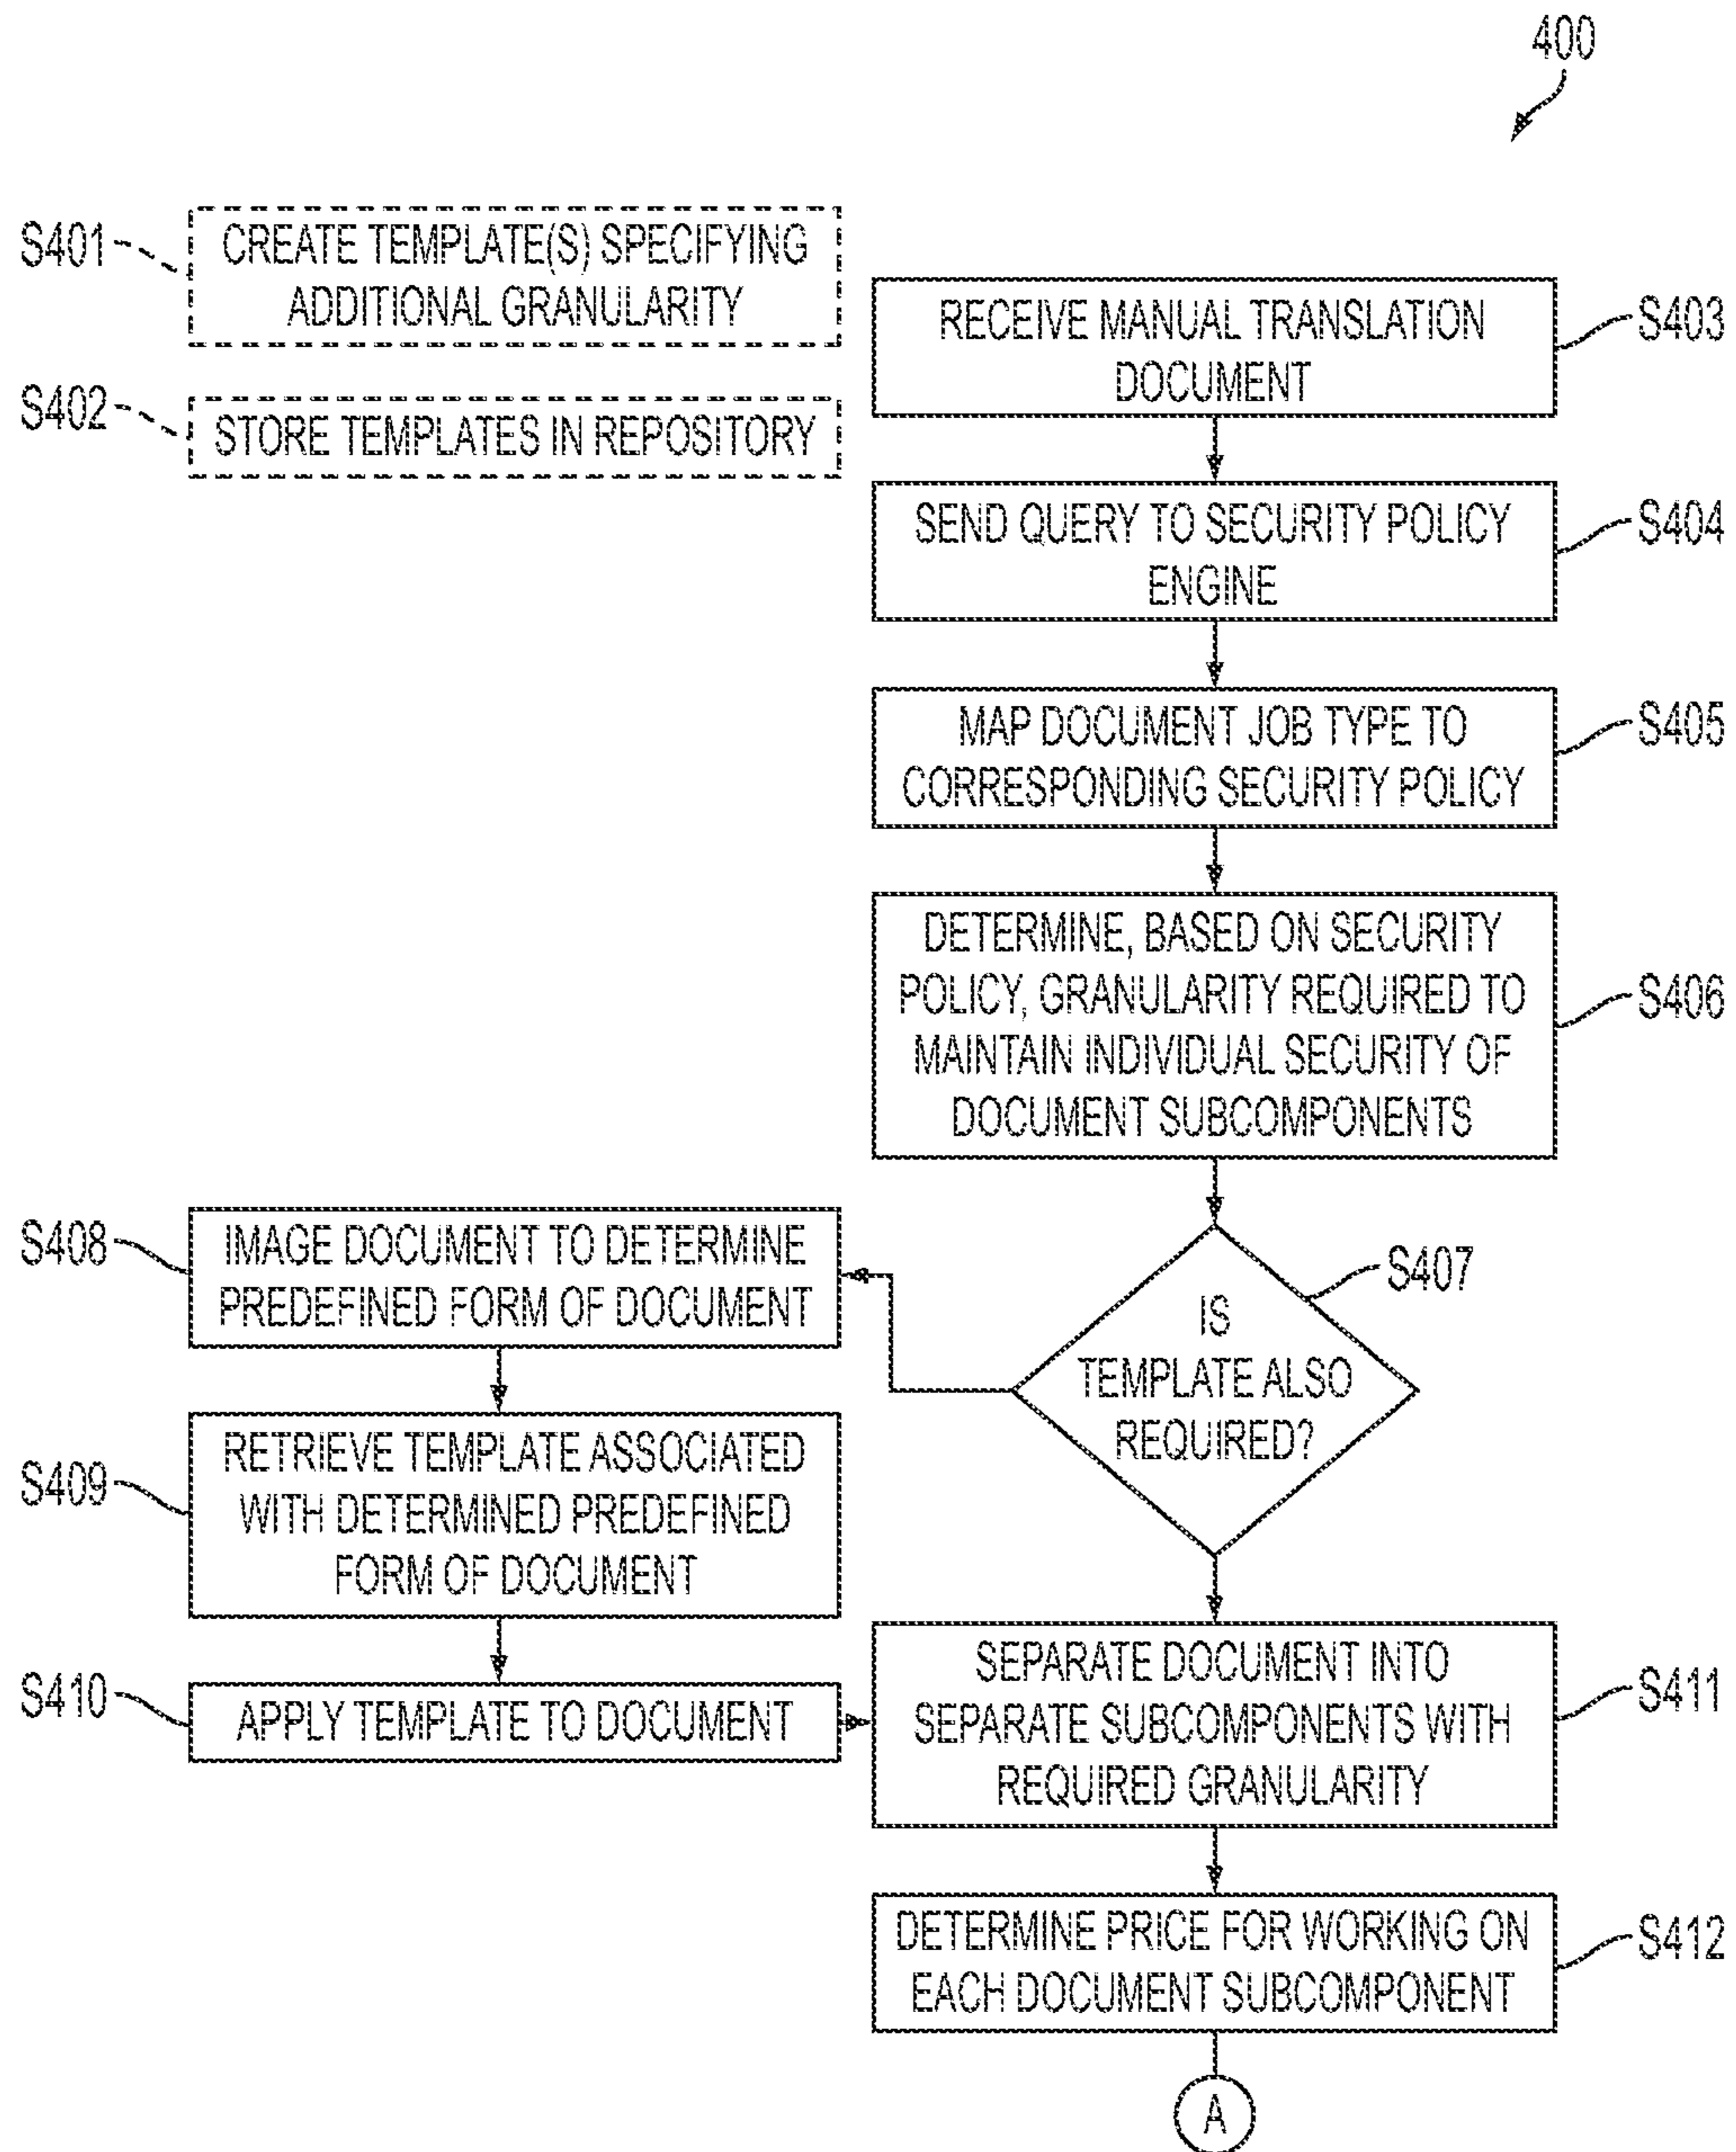 400
S401
CREATE TEMPLATE(S) SPECIFYING
ADDITIONAL GRANULARITY
S402
STORE TEMPLATES IN REPOSITORY
RECEIVE MANUAL TRANSLATION
DOCUMENT
S403
SEND QUERY TO SECURITY POLICY
ENGINE
S404
MAP DOCUMENT JOB TYPE TO
CORRESPONDING SECURITY POLICY
S405
DETERMINE, BASED ON SECURITY
POLICY, GRANULARITY REQUIRED TO
MAINTAIN INDIVIDUAL SECURITY OF
DOCUMENT SUBCOMPONENTS
S406
IS
TEMPLATE ALSO
REQUIRED?
S407
S408
IMAGE DOCUMENT TO DETERMINE
PREDEFINED FORM OF DOCUMENT
S409
RETRIEVE TEMPLATE ASSOCIATED
WITH DETERMINED PREDEFINED
FORM OF DOCUMENT
S410
APPLY TEMPLATE TO DOCUMENT
SEPARATE DOCUMENT INTO
SEPARATE SUBCOMPONENTS WITH
REQUIRED GRANULARITY
S411
DETERMINE PRICE FOR WORKING ON
EACH DOCUMENT SUBCOMPONENT
S412
A